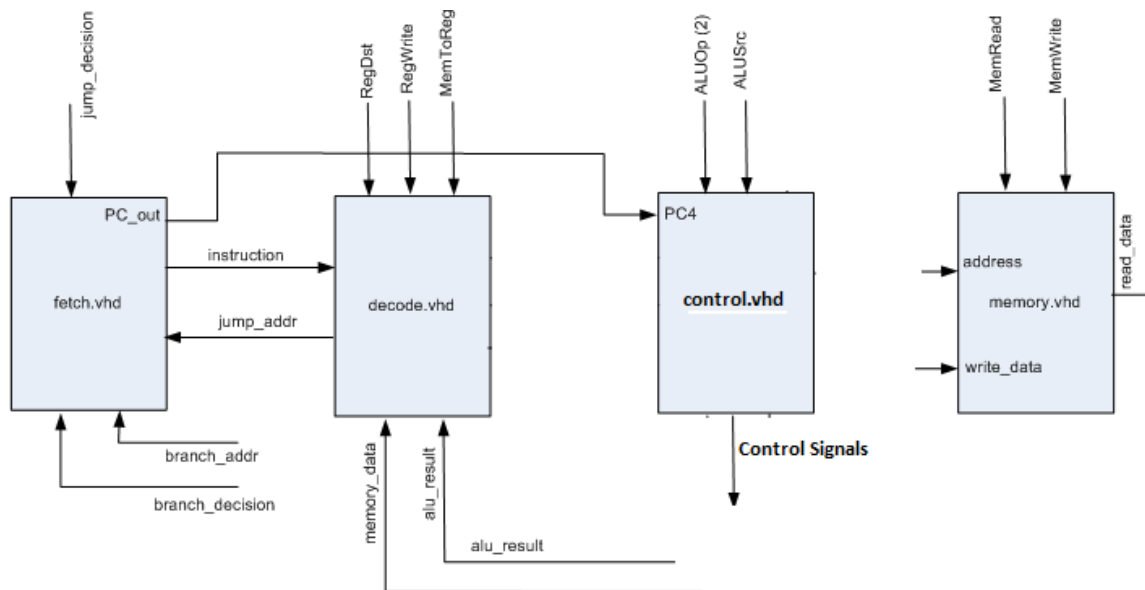 jump_decision
RegDst
RegWrite
MemToReg
ALUOp (2)
ALUSrc
MemRead
MemWrite
PC_out
PC4
instruction
address
read_data
fetch.vhd
decode.vhd
control.vhd
memory.vhd
jump_addr
write_data
branch_addr
branch_decision
memory_data
alu_result
alu_result
Control Signals